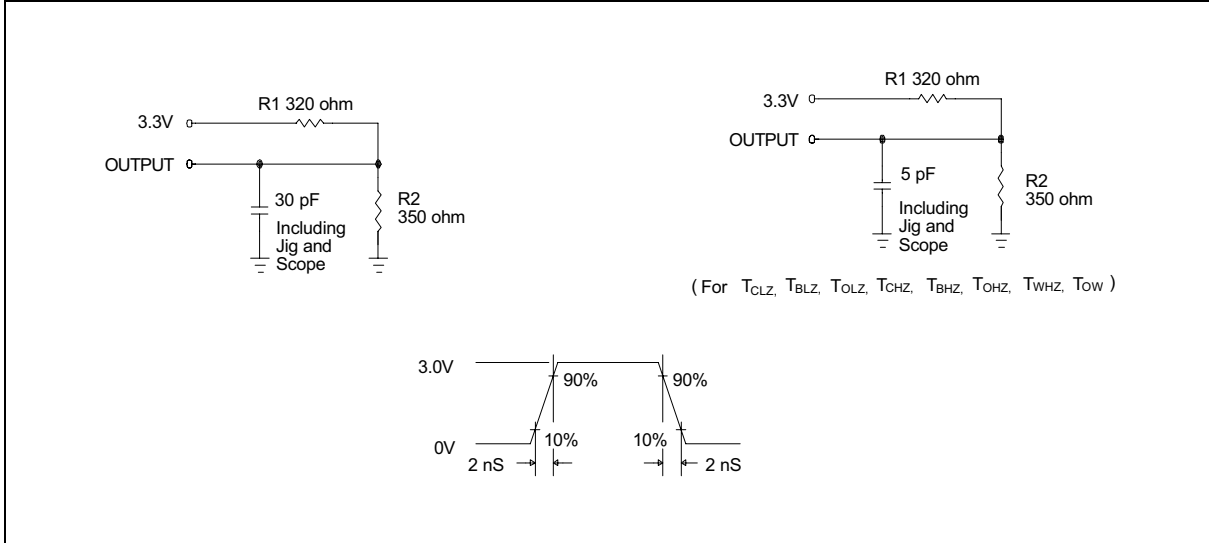 R1 320 ohm
3.3V
OUTPUT
30 pF
Including
Jig and
Scope
R2
350 ohm
R1 320 ohm
3.3V
OUTPUT
5 pF
Including
Jig and
Scope
R2
350 ohm
( For TCLZ, TBLZ, TOLZ, TCHZ, TBHZ, TOHZ, TWHZ, TOW )
3.0V
90%
90%
0V
10%
10%
2 nS
2 nS